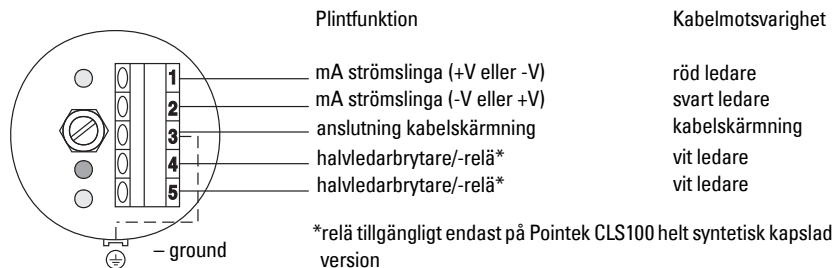 Plintfunktion Kabelmotsvarighet
1 mA strömslinga (+V eller -V) röd ledare
2 mA strömslinga (-V eller +V) svart ledare
3 anslutning kabelskärmning kabelskärmning
4 halvledarbrytare/-relä* vit ledare
5 halvledarbrytare/-relä* vit ledare
– ground
*relä tillgängligt endast på Pointek CLS100 helt syntetisk kapslad
version